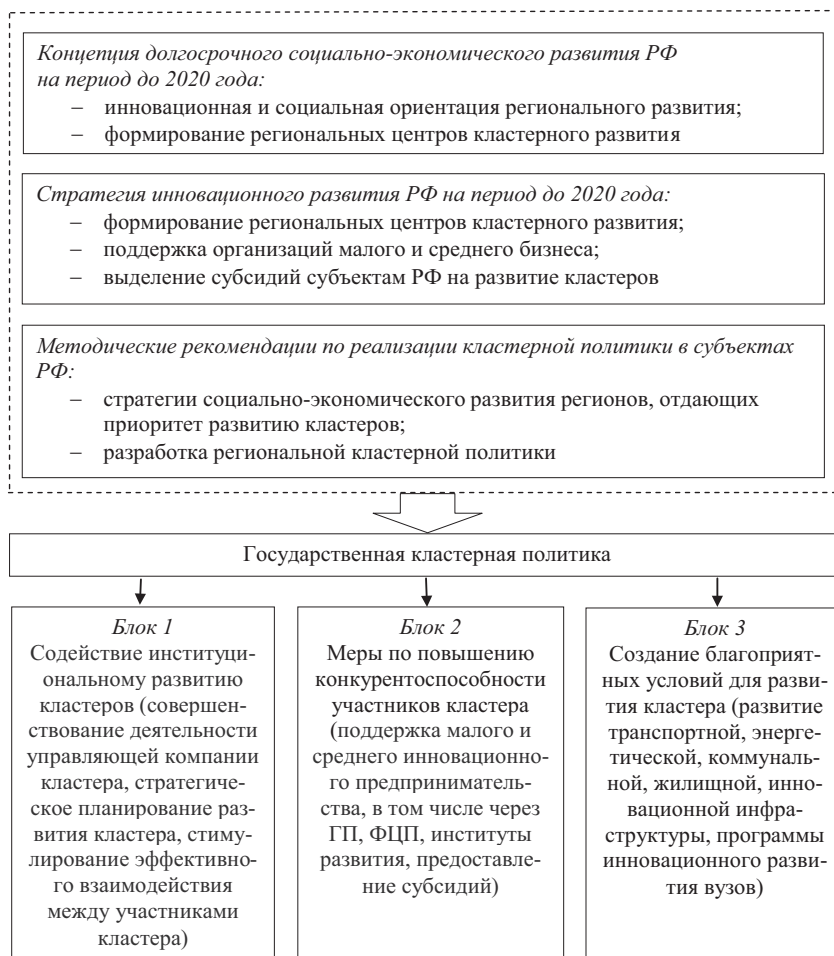 Концепция долгосрочного социально-экономического развития РФ
на период до 2020 года:
– инновационная и социальная ориентация регионального развития;
– формирование региональных центров кластерного развития
Стратегия инновационного развития РФ на период до 2020 года:
– формирование региональных центров кластерного развития;
– поддержка организаций малого и среднего бизнеса;
– выделение субсидий субъектам РФ на развитие кластеров
Методические рекомендации по реализации кластерной политики в субъектах
РФ:
– стратегии социально-экономического развития регионов, отдающих
приоритет развитию кластеров;
– разработка региональной кластерной политики
Государственная кластерная политика
Блок 1
Содействие институци-
ональному развитию
кластеров (совершен-
ствование деятельности
управляющей компании
кластера, стратегиче-
ское планирование раз-
вития кластера, стиму-
лирование эффективно-
го взаимодействия
между участниками
кластера)
Блок 2
Меры по повышению
конкурентоспособности
участников кластера
(поддержка малого и
среднего инновационно-
го предпринимательс-
тва, в том числе через
ГП, ФЦП, институты
развития, предоставле-
ние субсидий)
Блок 3
Создание благоприят-
ных условий для разви-
тия кластера (развитие
транспортной, энерге-
тической, коммуналь-
ной, жилищной, инно-
вационной инфра-
структуры, программы
инновационного разви-
тия вузов)